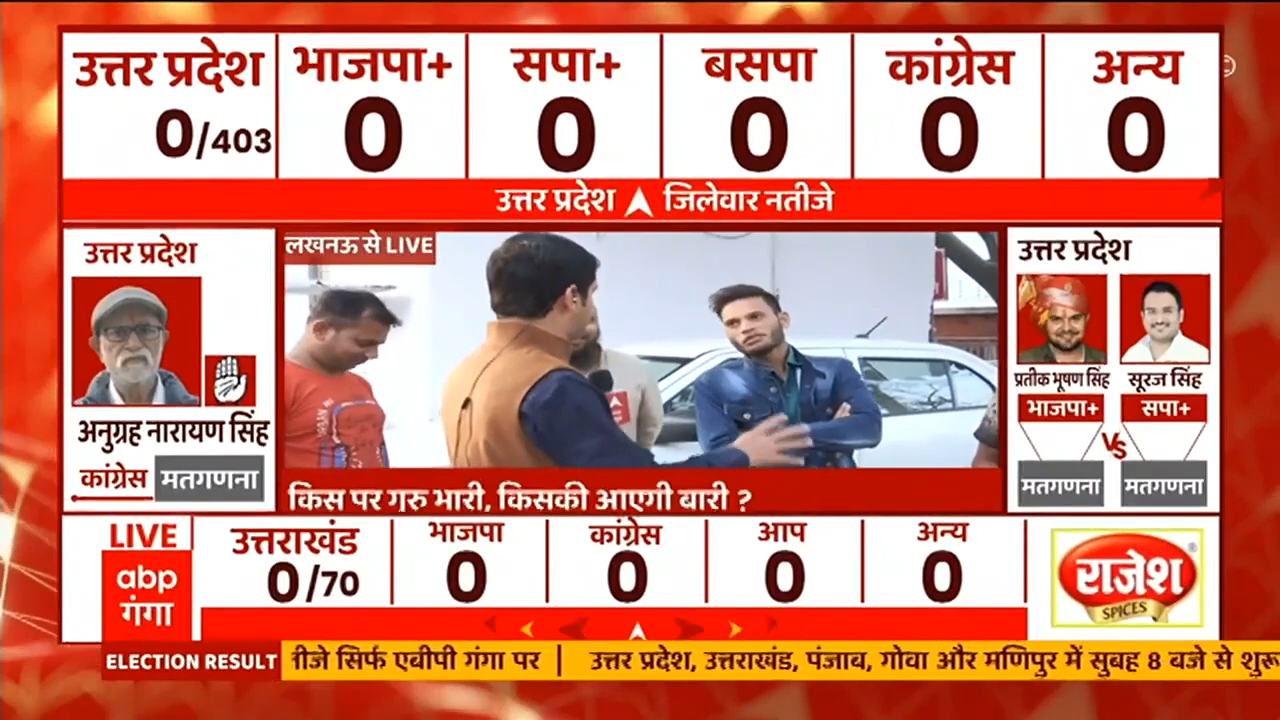 उत्तर प्रदेश
0/403
भाजपा+
0
सपा+
0
बसपा
0
कांग्रेस
0
अन्य
0
उत्तर प्रदेश जिलेवार नतीजे
उत्तर प्रदेश
अनुग्रह नारायण सिंह
कांग्रेस मतगणना
लखनऊ से LIVE
किस पर गरु भारी, किसकी आएगी बारी ?
उत्तर प्रदेश
प्रतीक भूषण सिंह
भाजपा+
मतगणना
VS
सूरज सिंह
सपा+
मतगणना
LIVE
abp
गंगा
उत्तराखंड
0/70
भाजपा
0
कांग्रेस
0
आप
0
अन्य
0
राजेश
®
SPICES
ELECTION RESULT
नीजे सिर्फ एबीपी गंगा पर | उत्तर प्रदेश, उत्तराखंड, पंजाब, गोवा और मणिपुर में सुबह 8 बजे से शुरू